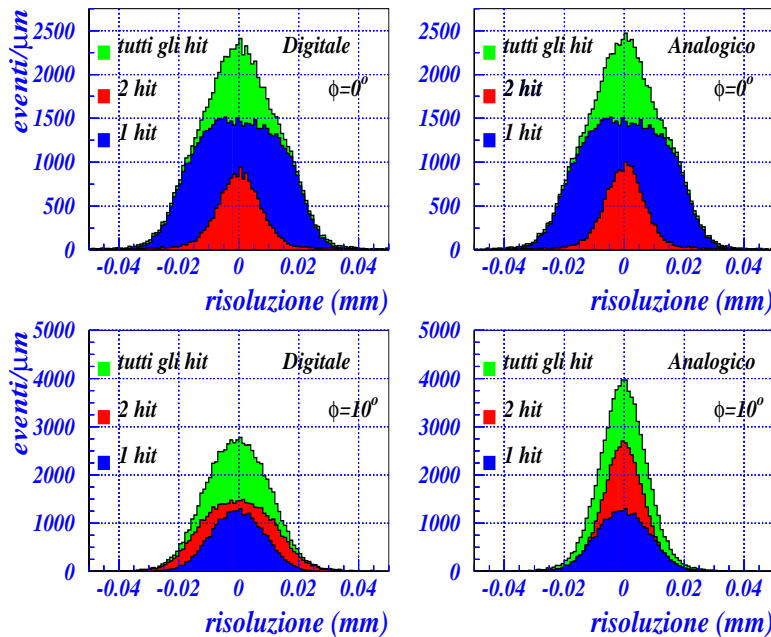 eventi/μm
2500
2250
2000
1500
1000
500
0
tutti gli hit
2 hit
1 hit
Digitale
ϕ=0°
-0.04 -0.02 0 0.02 0.04
risoluzione (mm)
2500
2000
1500
1000
500
0
tutti gli hit
2 hit
1 hit
Analogico
ϕ=0°
-0.04 -0.02 0 0.02 0.04
risoluzione (mm)
eventi/μm
5000
4000
3000
2000
1000
0
tutti gli hit
2 hit
1 hit
Digitale
ϕ=10°
-0.04 -0.02 0 0.02 0.04
risoluzione (mm)
5000
4000
3000
2000
1000
0
tutti gli hit
2 hit
1 hit
Analogico
ϕ=10°
-0.04 -0.02 0 0.02 0.04
risoluzione (mm)